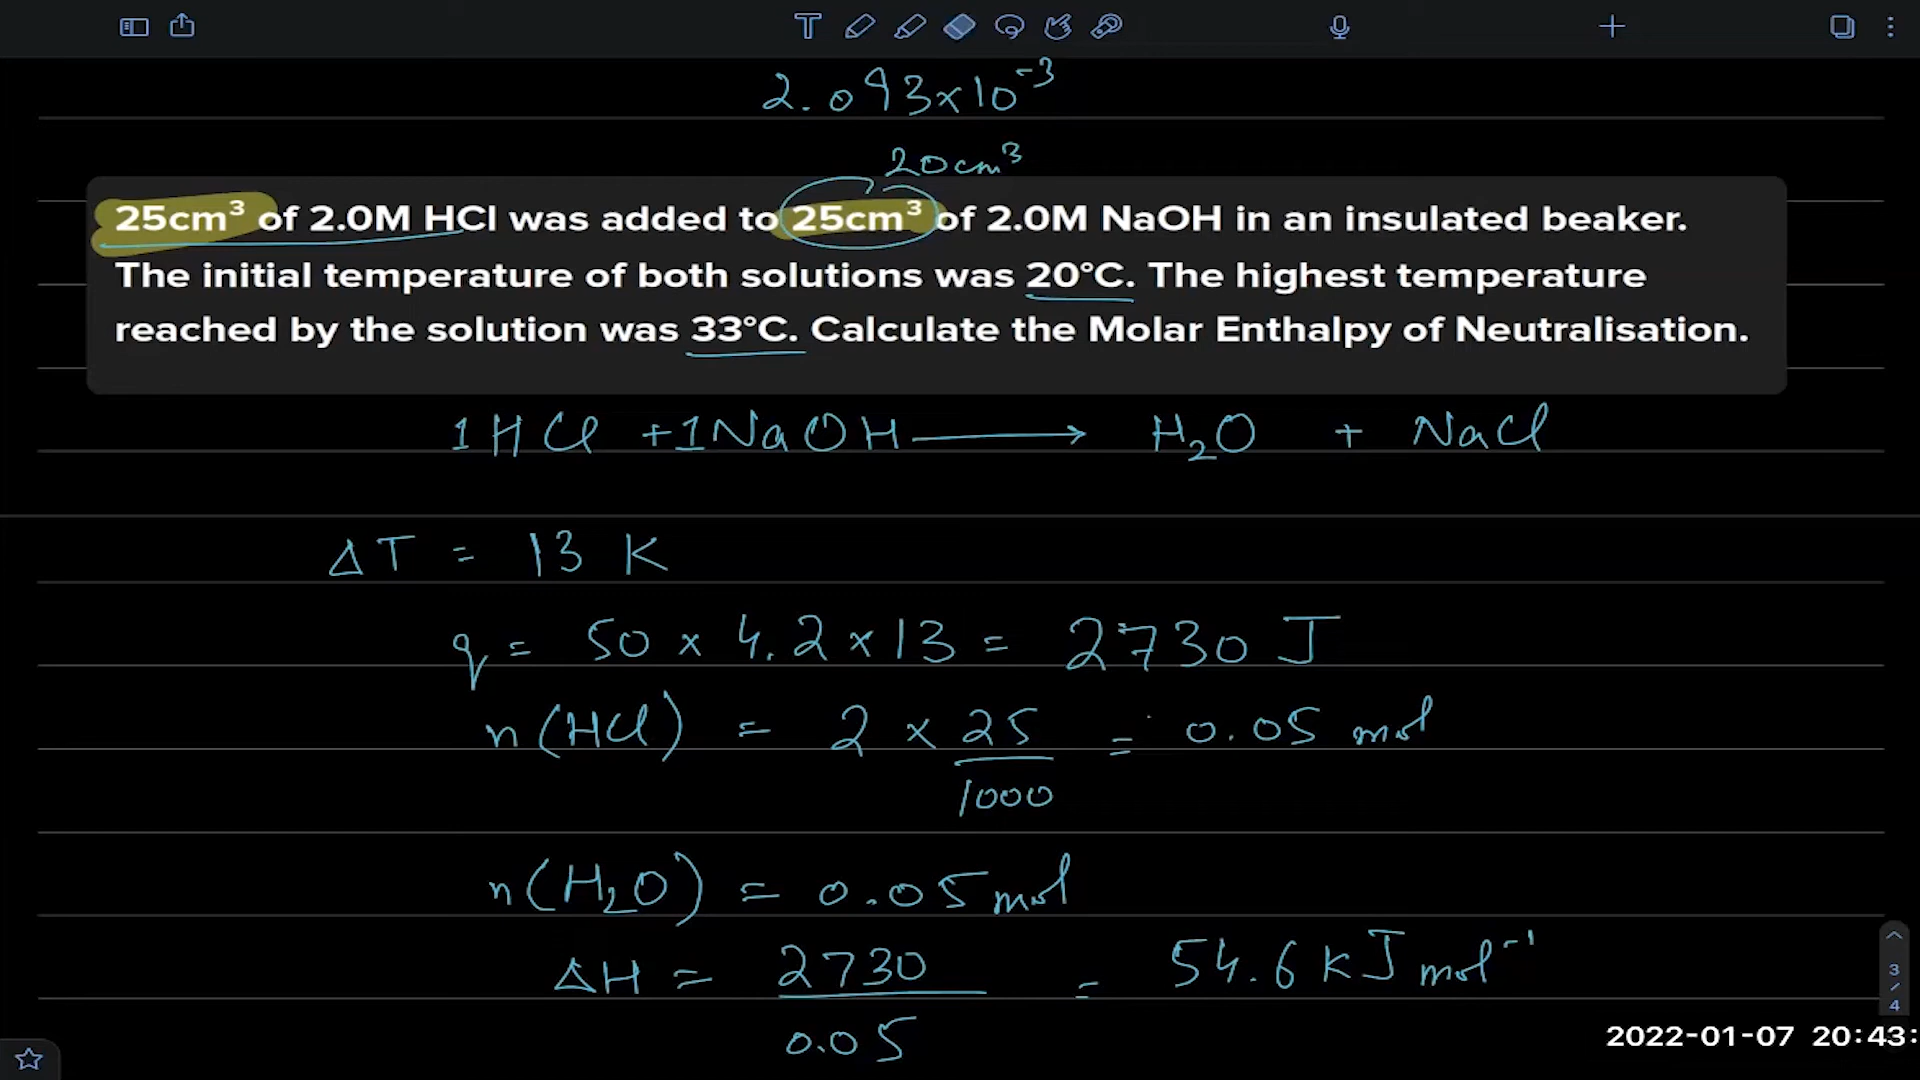 2.093x10⁻³
20cm³
25cm³ of 2.0M HCl was added to 25cm³ of 2.0M NaOH in an insulated beaker.
The initial temperature of both solutions was 20°C. The highest temperature
reached by the solution was 33°C. Calculate the Molar Enthalpy of Neutralisation.
1HCl +1NaOH → H₂O + NaCl
ΔT = 13 K
q = 50 x 4.2 x 13 = 2730 J
n(HCl) = 2 x 25/1000 = 0.05 mol
n(H₂O) = 0.05 mol
ΔH = 2730/0.05 = 54.6 kJ mol⁻¹
3/4
2022-01-07 20:43: